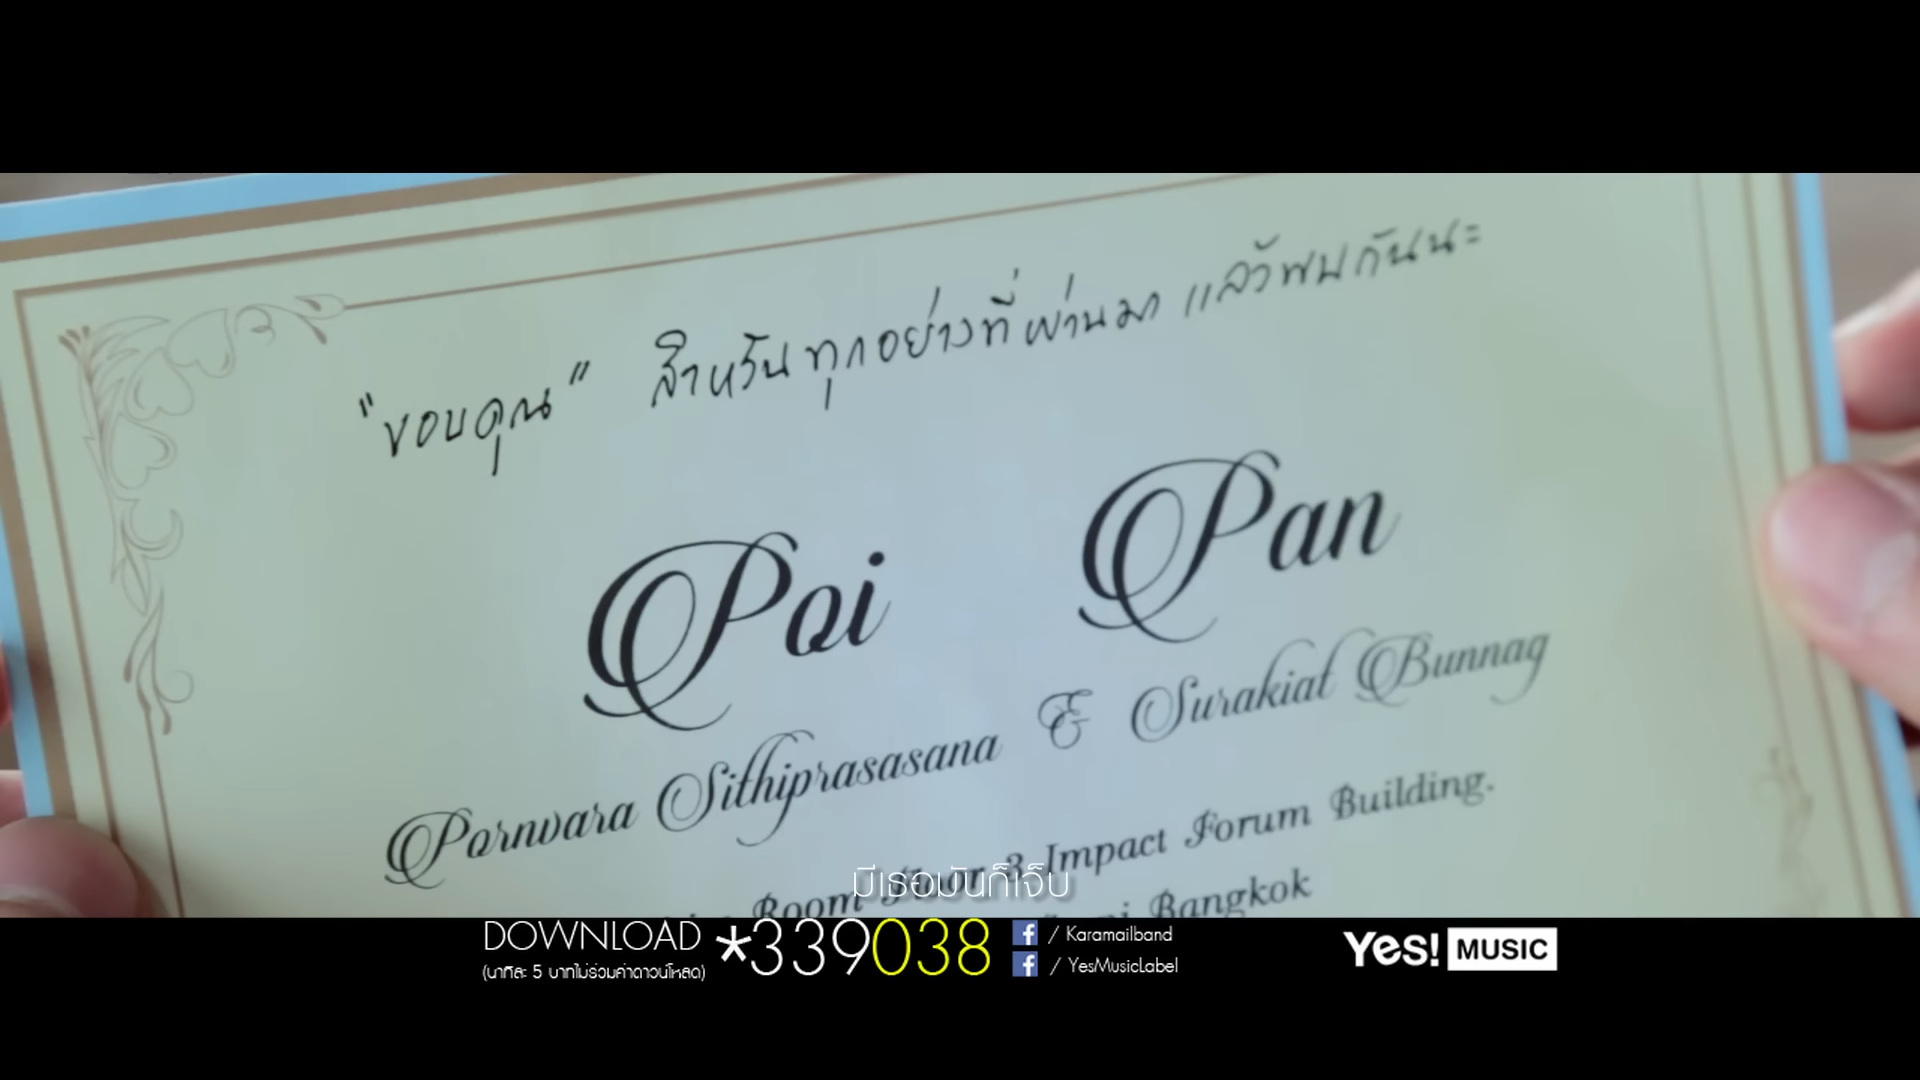 "ขอบคุณ" สำหรับทุกอย่างที่ผ่านมา แล้วพบกันนะ
Poi Pan
Pornvara Sithiprasasana & Surakiat Bunnag
Room Floor 3 Impact Forum Building.
Bangkok
มีเธอมันก็เจ็บ
DOWNLOAD *339038
(นาทีละ 5 บาทไม่รวมค่าดาวน์โหลด)
/ Karamailband
/ YesMusicLabel
Yes! MUSIC